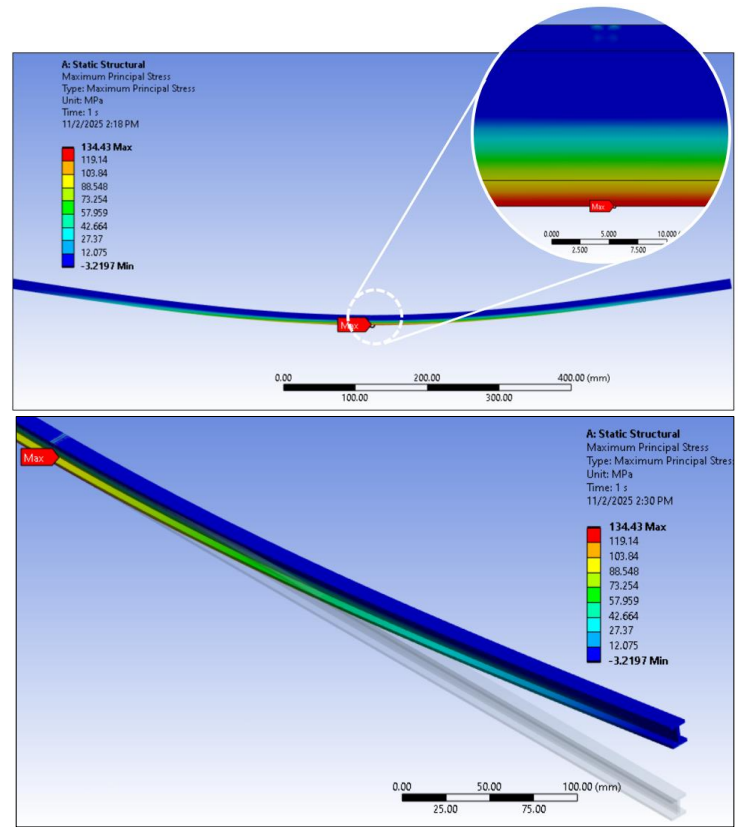 A: Static Structural
Maximum Principal Stress
Type: Maximum Principal Stress
Unit: MPa
Time: 1 s
11/2/2025 2:18 PM
134.43 Max
119.14
103.84
88.548
73.254
57.959
42.664
27.37
12.075
-3.2197 Min
Max
0.000 5.000 10.000
2.500 7.500
Max
0.00 200.00 400.00 (mm)
100.00 300.00
A: Static Structural
Maximum Principal Stress
Type: Maximum Principal Stres
Unit: MPa
Time: 1 s
11/2/2025 2:30 PM
Max
134.43 Max
119.14
103.84
88.548
73.254
57.959
42.664
27.37
12.075
-3.2197 Min
0.00 50.00 100.00 (mm)
25.00 75.00